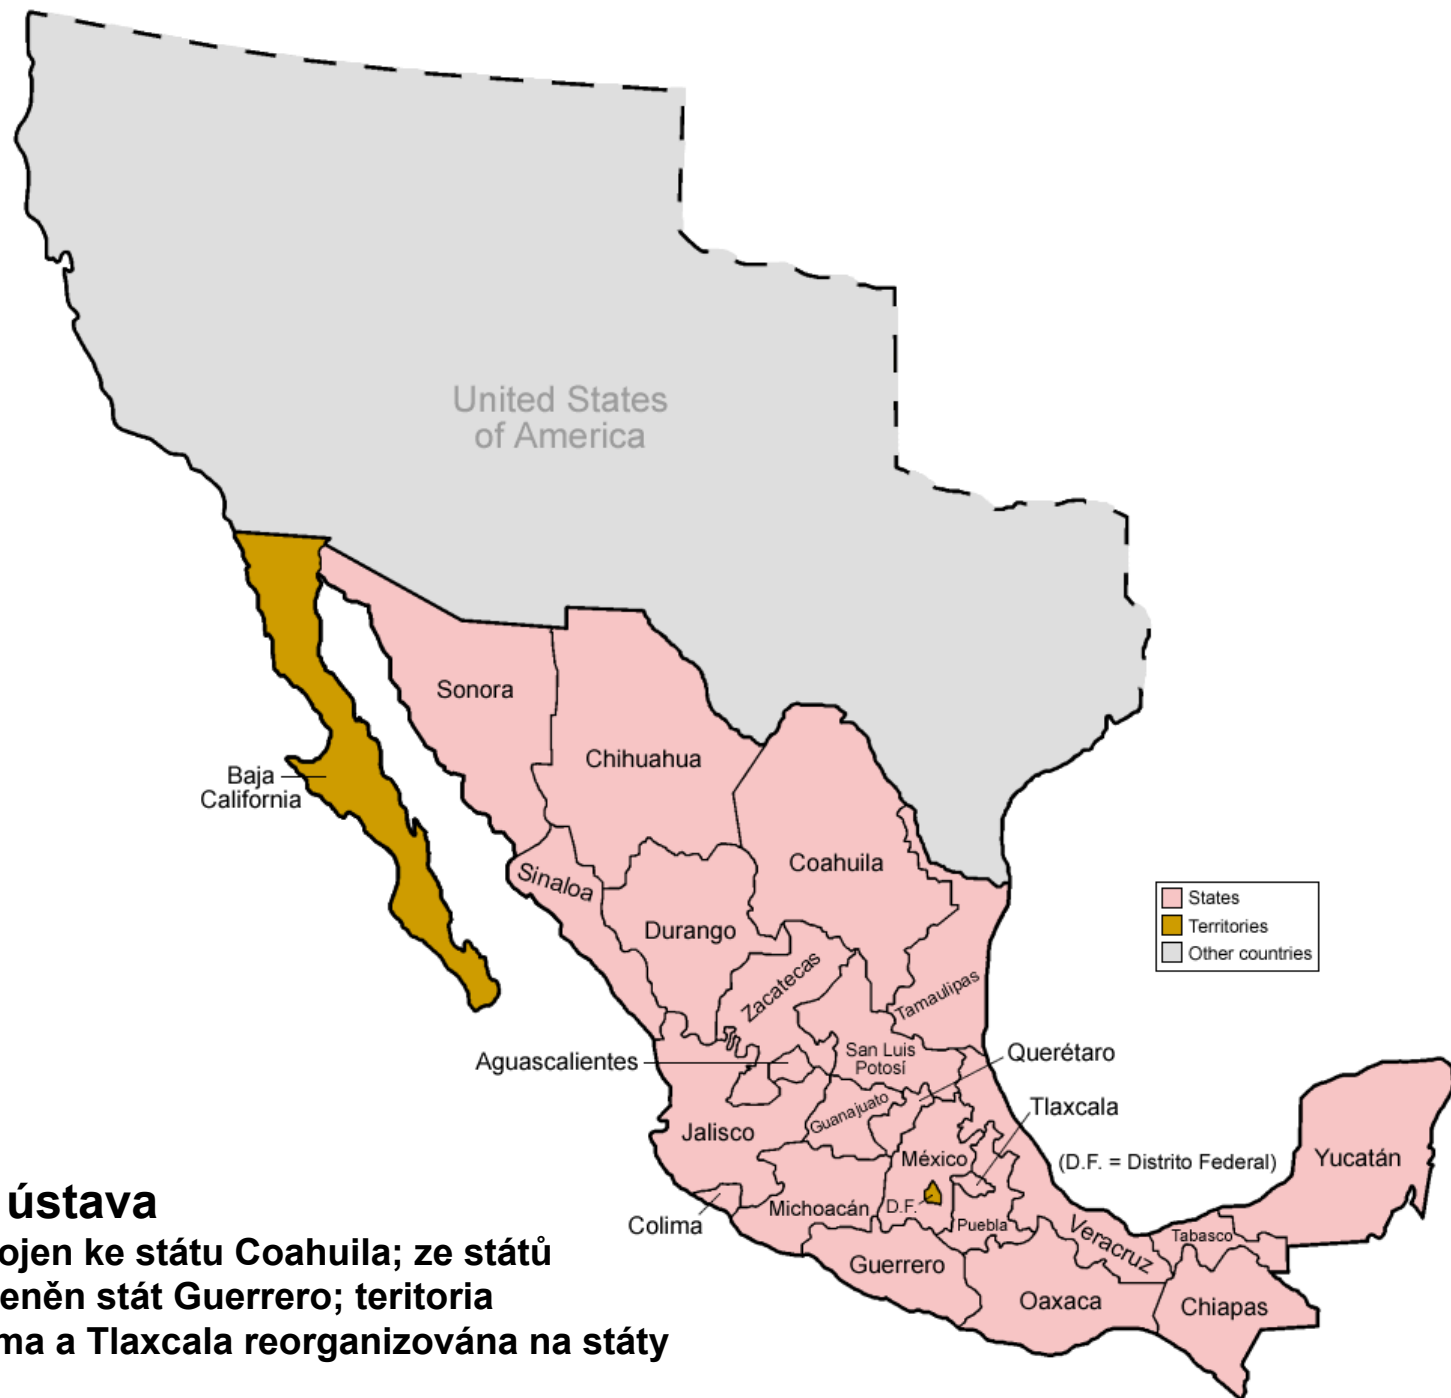 United States
of America
Sonora
Chihuahua
Baja
California
Coahuila
Sinaloa
States
Territories
Other countries
Durango
Zacatecas
Tamaulipas
Aguascalientes
San Luis
Potosí
Querétaro
Guanajuato
Tlaxcala
Jalisco
México
(D.F. = Distrito Federal)
Yucatán
Colima
Michoacán
D.F.
Puebla
Veracruz
Tabasco
Guerrero
Oaxaca
Chiapas
ústava
ojen ke státu Coahuila; ze států
eněn stát Guerrero; teritoria
ma a Tlaxcala reorganizována na státy